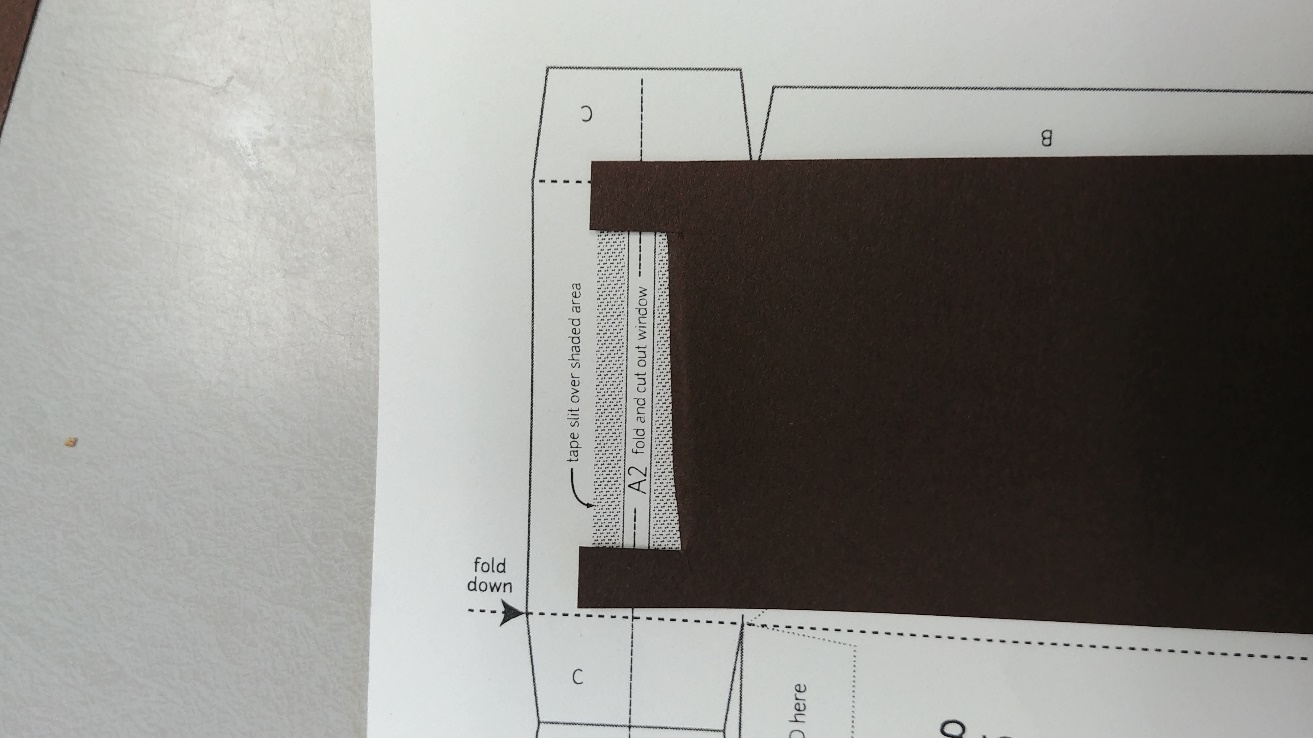 C
B
tape slit over shaded area
A2 fold and cut out window
fold
down
C
here